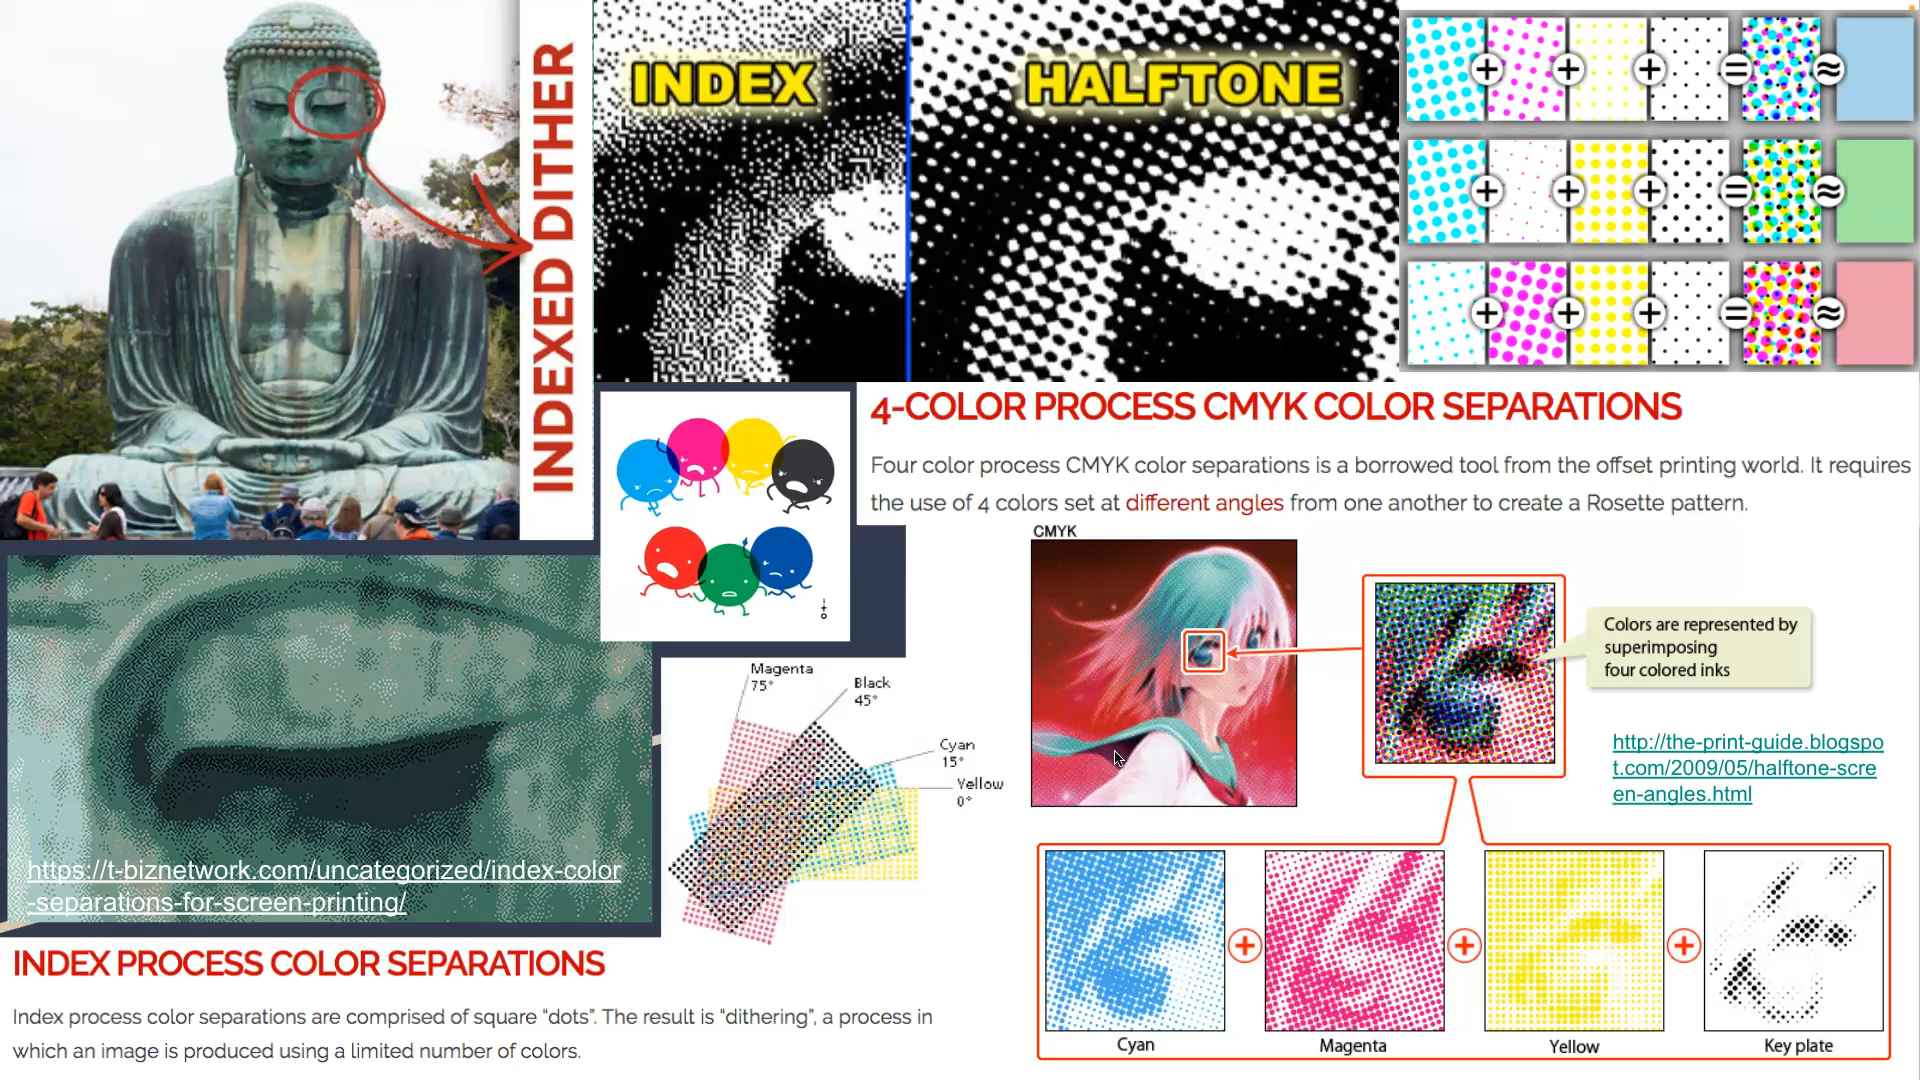 INDEXED DITHER
INDEX
HALFTONE
4-COLOR PROCESS CMYK COLOR SEPARATIONS
Four color process CMYK color separations is a borrowed tool from the offset printing world. It requires
the use of 4 colors set at different angles from one another to create a Rosette pattern.
CMYK
Colors are represented by
superimposing
four colored inks
http://the-print-guide.blogspo
t.com/2009/05/halftone-scre
en-angles.html
Magenta
75°
Black
45°
Cyan
15°
Yellow
0°
https://t-biznetwork.com/uncategorized/index-color
-separations-for-screen-printing/
INDEX PROCESS COLOR SEPARATIONS
Index process color separations are comprised of square “dots”. The result is “dithering”, a process in
which an image is produced using a limited number of colors.
Cyan
Magenta
Yellow
Key plate